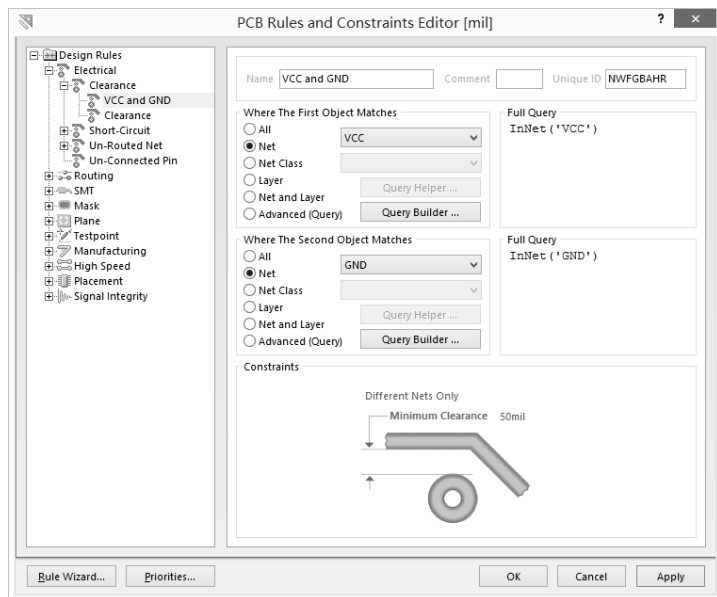 PCB Rules and Constraints Editor [mil] ? ×
Design Rules
Electrical
Clearance
VCC and GND
Clearance
Short-Circuit
Un-Routed Net
Un-Connected Pin
Routing
SMT
Mask
Plane
Testpoint
Manufacturing
High Speed
Placement
Signal Integrity
Name VCC and GND Comment Unique ID NWFGBAHR
Where The First Object Matches
All
Net
Net Class
Layer
Net and Layer
Advanced (Query)
VCC
Query Helper ...
Query Builder ...
Full Query
InNet('VCC')
Where The Second Object Matches
All
Net
Net Class
Layer
Net and Layer
Advanced (Query)
GND
Query Helper ...
Query Builder ...
Full Query
InNet('GND')
Constraints
Different Nets Only
Minimum Clearance 50mil
Rule Wizard... Priorities... OK Cancel Apply